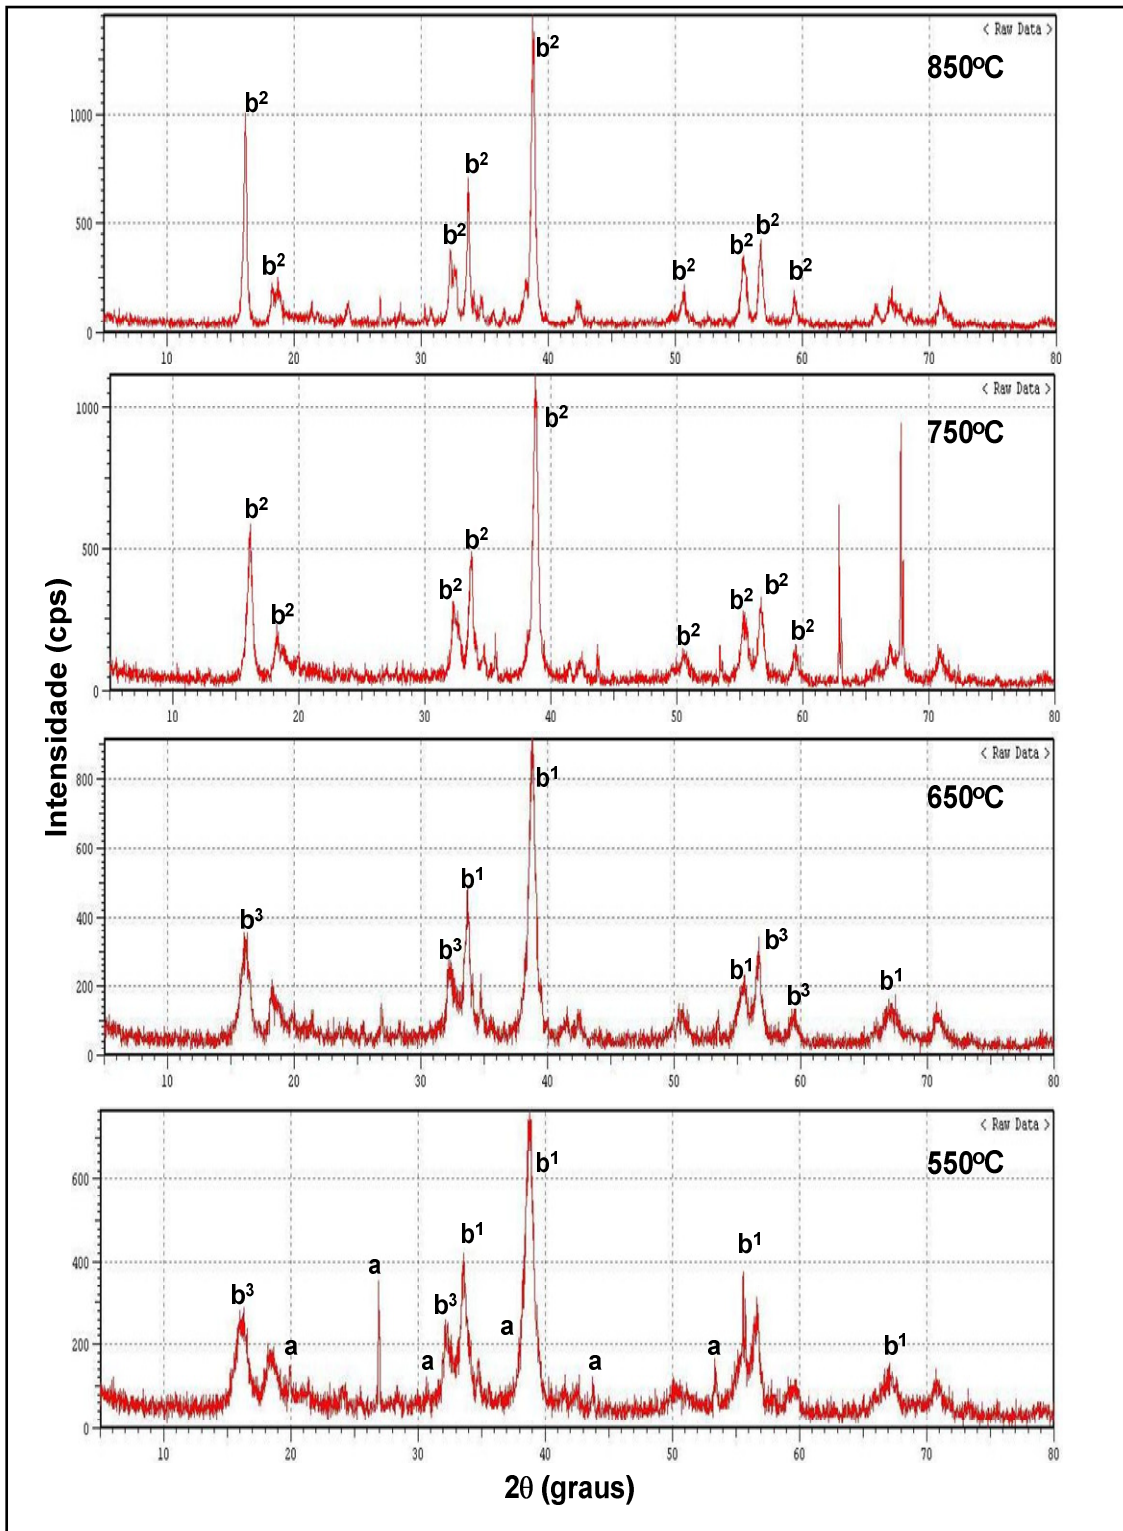 Intensidade (cps)
< Raw Data >
850ºC
b²
b²
b²
b²
b²
b²
b²
b²
b²
1000
500
0
10 20 30 40 50 60 70 80
< Raw Data >
750ºC
b²
b²
b²
b²
b²
b²
b²
b²
b²
1000
500
0
10 20 30 40 50 60 70 80
< Raw Data >
650ºC
b¹
b¹
b³
b³
b³
b¹
b³
b¹
800
600
400
200
0
10 20 30 40 50 60 70 80
< Raw Data >
550ºC
b¹
b¹
b¹
a
b³
b³
a
a
a
a
a
b¹
600
400
200
0
10 20 30 40 50 60 70 80
2θ (graus)